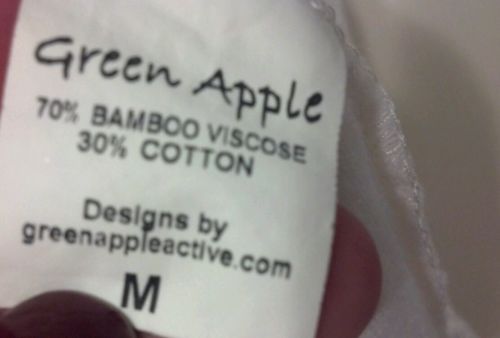 Green Apple
70% BAMBOO VISCOSE
30% COTTON
Designs by
greenappleactive.com
M